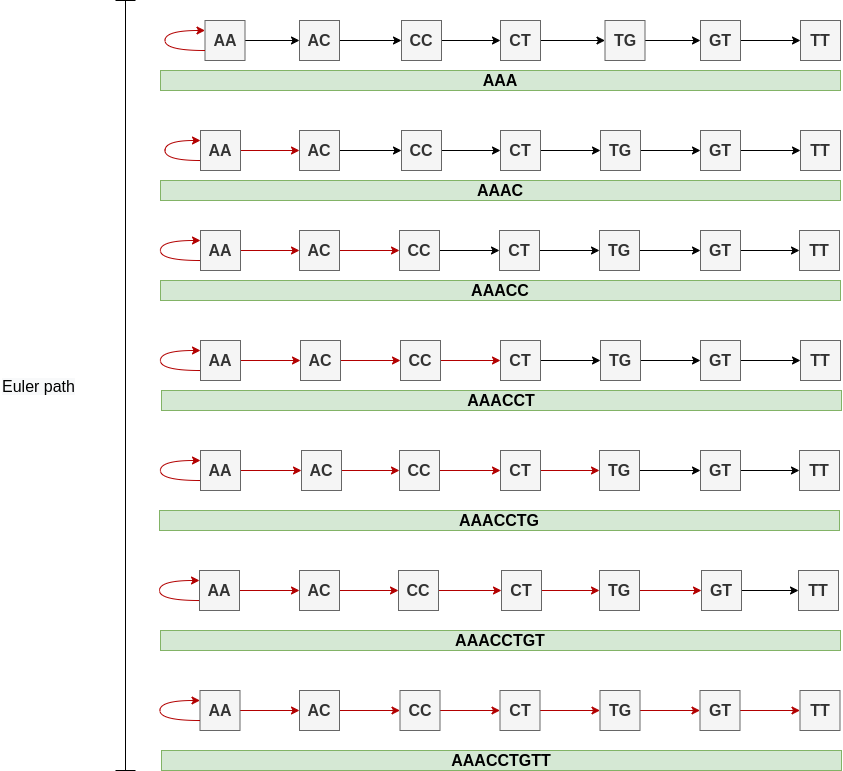 AA AC CC CT TG GT TT
AAA
AA AC CC CT TG GT TT
AAAC
AA AC CC CT TG GT TT
AAACC
AA AC CC CT TG GT TT
AAACCT
Euler path
AA AC CC CT TG GT TT
AAACCTG
AA AC CC CT TG GT TT
AAACCTGT
AA AC CC CT TG GT TT
AAACCTGTT